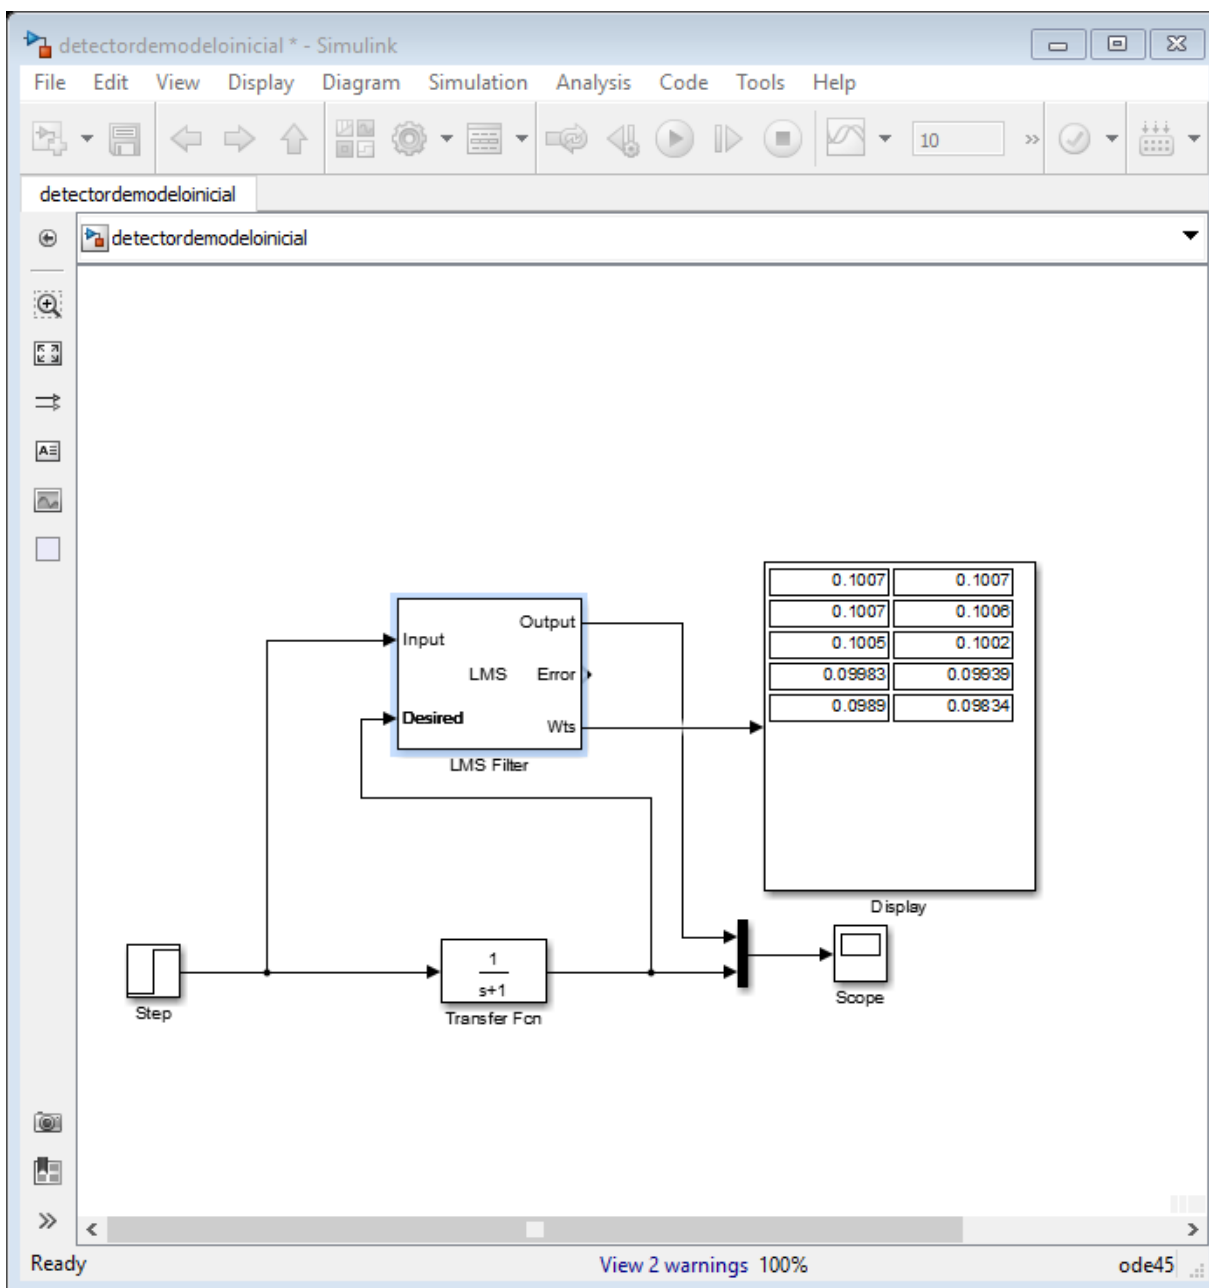 detectordemodeloinicial * - Simulink
File Edit View Display Diagram Simulation Analysis Code Tools Help
10 »
detectordemodeloinicial
detectordemodeloinicial
0.1007 0.1007
0.1007 0.1006
0.1005 0.1002
0.09983 0.09939
0.0989 0.09834
Display
Input
Desired
LMS
Output
Error
Wts
LMS Filter
Step
1
s+1
Transfer Fcn
Scope
Ready View 2 warnings 100% ode45